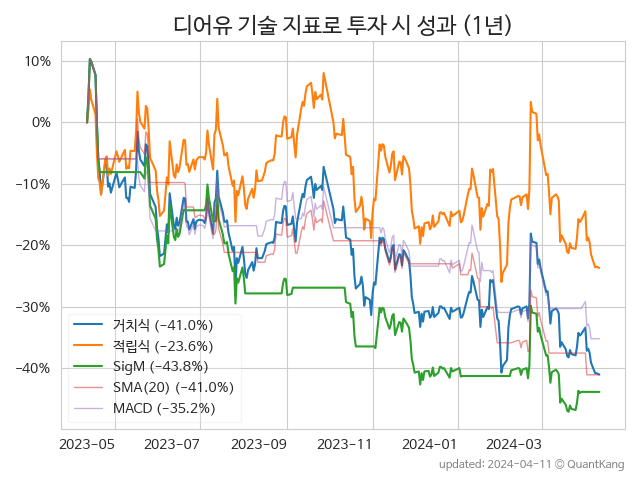 디어유 기술 지표로 투자 시 성과 (1년)
10%
0%
−10%
−20%
−30%
−40%
거치식 (−41.0%)
적립식 (−23.6%)
SigM (−43.8%)
SMA(20) (−41.0%)
MACD (−35.2%)
2023-05 2023-07 2023-09 2023-11 2024-01 2024-03
updated: 2024-04-11 © QuantKang